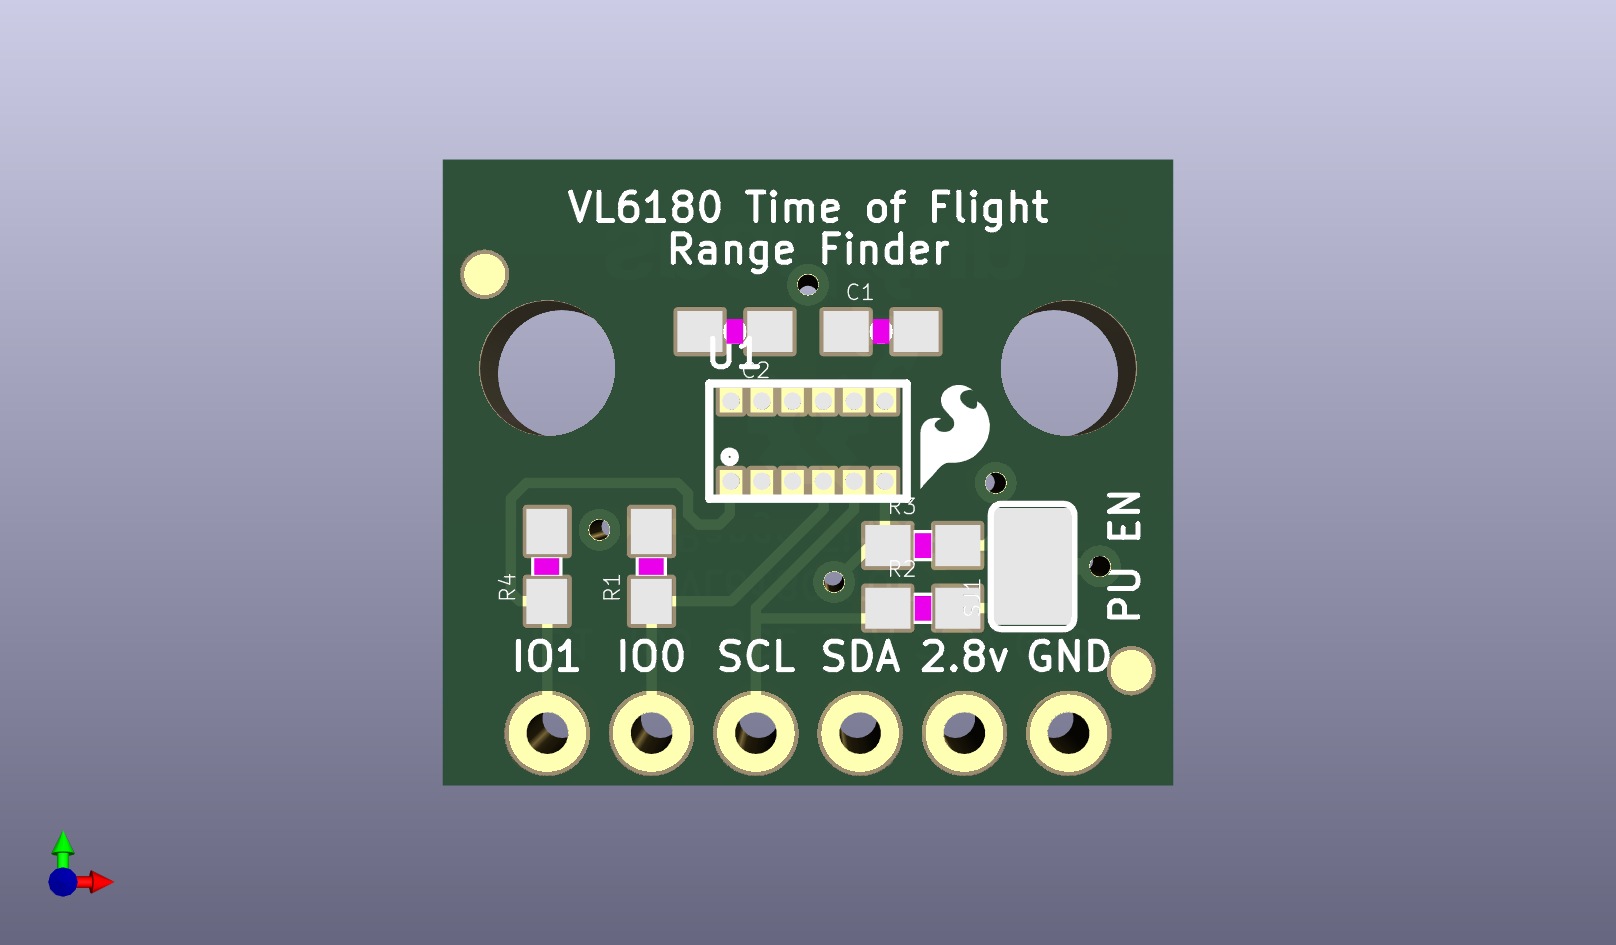 VL6180 Time of Flight
Range Finder
C1
U1
C2
R3
PU EN
R2
R4
R1
SJ1
IO1 IO0 SCL SDA 2.8v GND